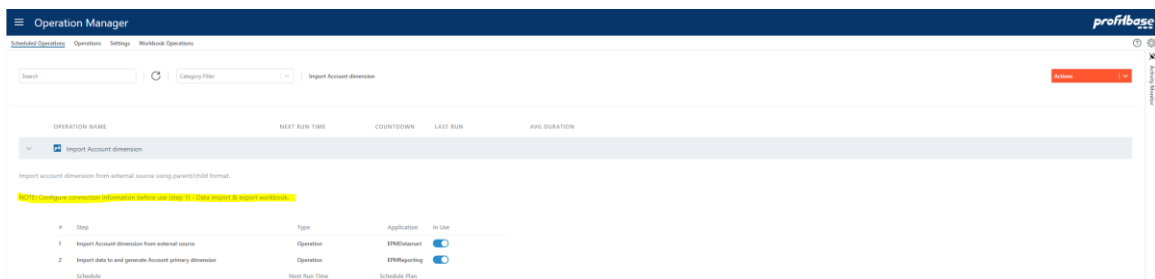 Operation Manager
profitbase
Scheduled Operations Operations Settings Workbook Operations
Search Category Filter Import Account dimension Actions
Activity Monitor
OPERATION NAME NEXT RUN TIME COUNTDOWN LAST RUN AVG DURATION
Import Account dimension
Import account dimension from external source using parent/child format.
NOTE! Configure connection information before use (step 1) - Data import & export workbook.
# Step Type Application In Use
1 Import Account dimension from external source Operation EPMDatamart
2 Import data to and generate Account primary dimension Operation EPMReporting
Schedule Next Run Time Schedule Plan